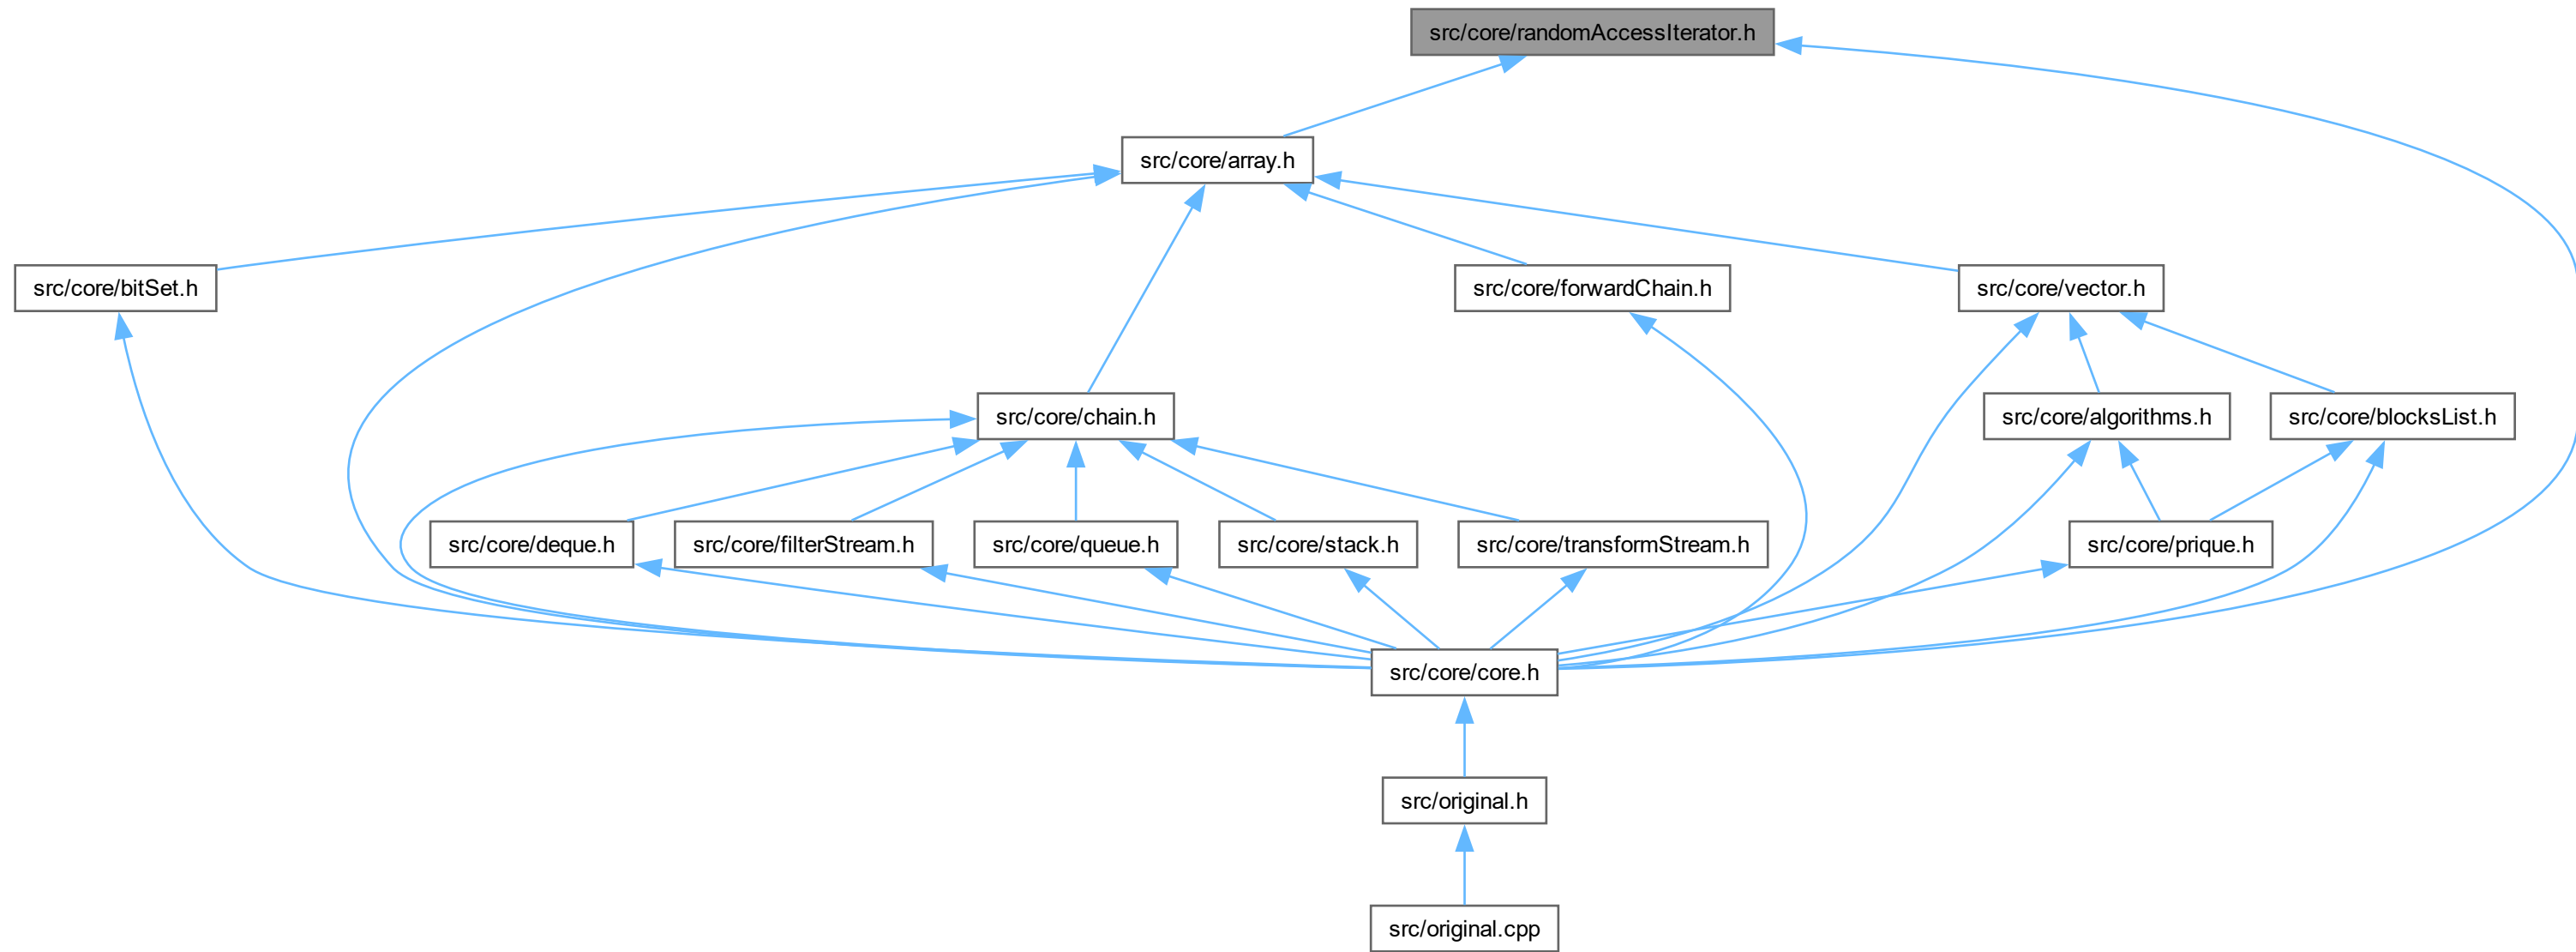 src/core/randomAccessIterator.h
src/core/array.h
src/core/bitSet.h
src/core/forwardChain.h
src/core/vector.h
src/core/chain.h
src/core/algorithms.h
src/core/blocksList.h
src/core/deque.h
src/core/filterStream.h
src/core/queue.h
src/core/stack.h
src/core/transformStream.h
src/core/prique.h
src/core/core.h
src/original.h
src/original.cpp